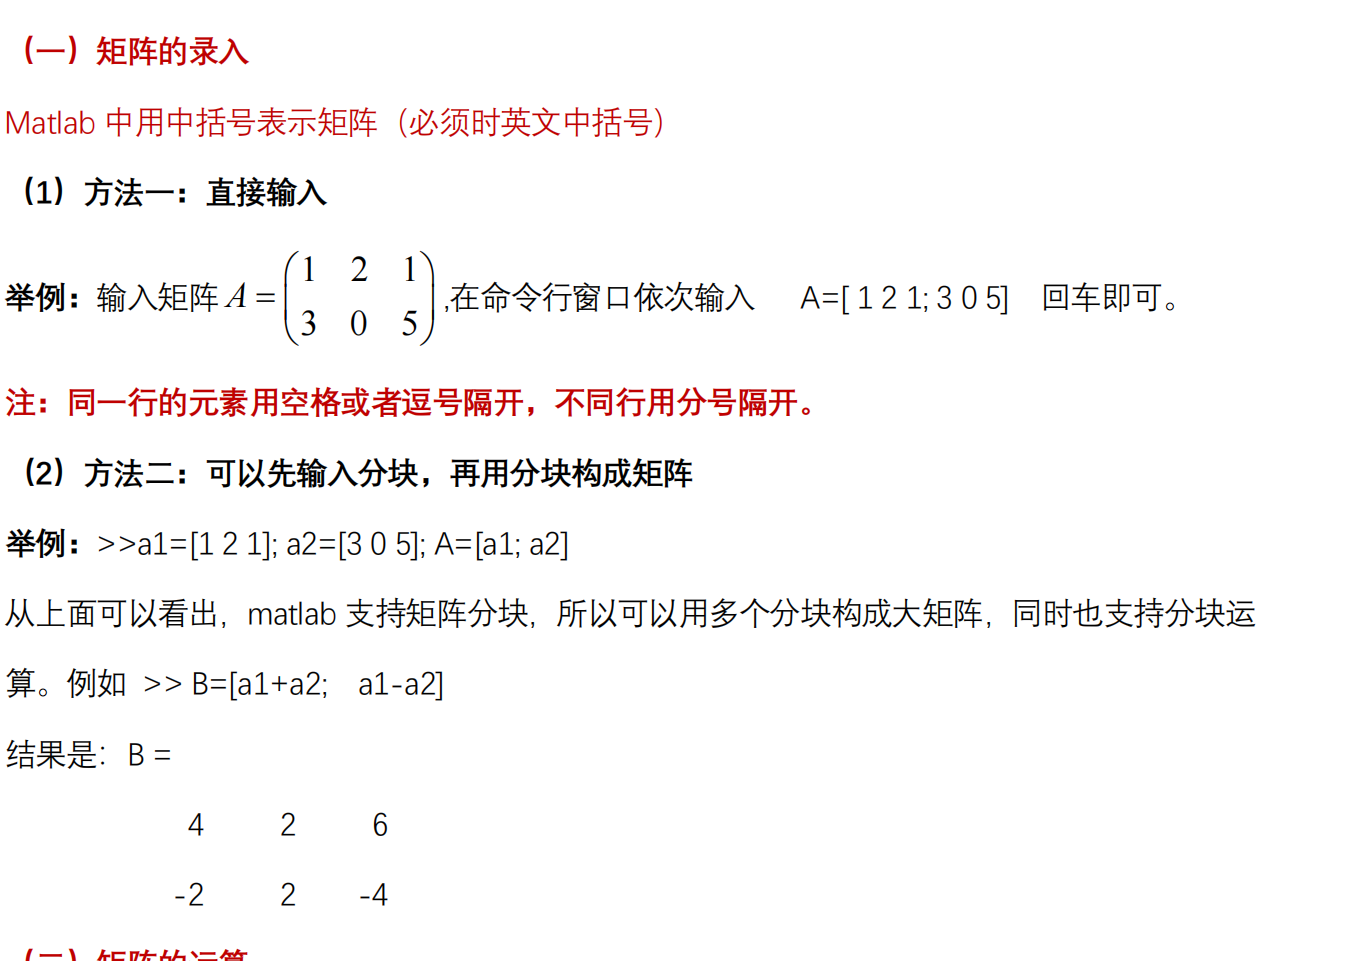 （一）矩阵的录入
Matlab 中用中括号表示矩阵（必须时英文中括号）
（1）方法一：直接输入
举例：输入矩阵 A = (1 2 1; 3 0 5) ,在命令行窗口依次输入 A=[ 1 2 1; 3 0 5] 回车即可。
注：同一行的元素用空格或者逗号隔开，不同行用分号隔开。
（2）方法二：可以先输入分块，再用分块构成矩阵
举例：>>a1=[1 2 1]; a2=[3 0 5]; A=[a1; a2]
从上面可以看出，matlab 支持矩阵分块，所以可以用多个分块构成大矩阵，同时也支持分块运
算。例如 >> B=[a1+a2; a1-a2]
结果是：B =
4 2 6
-2 2 -4
（二）矩阵的运算